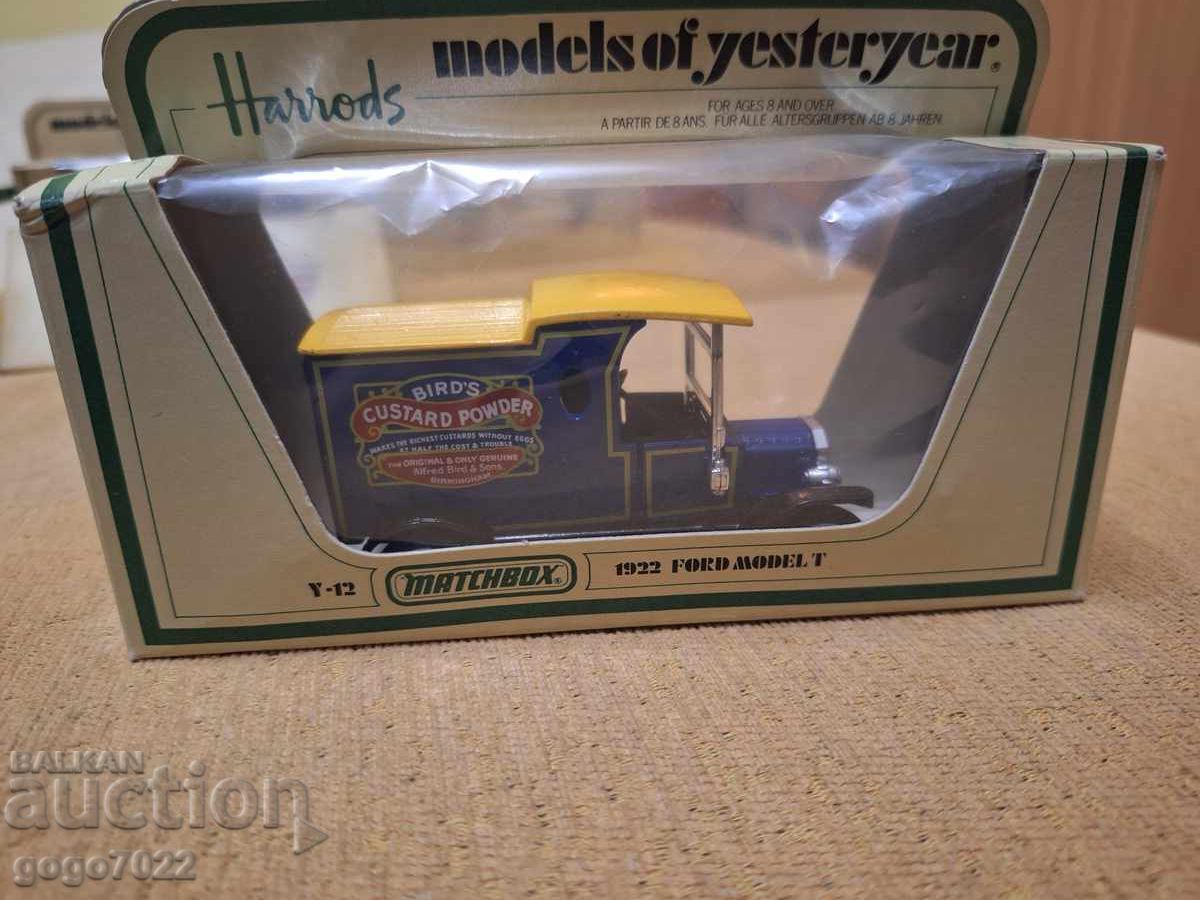 models of yesteryear®
Harrods
FOR AGES 8 AND OVER
A PARTIR DE 8 ANS. FUR ALLE ALTERSGRUPPEN AB 8 JAHREN.
BIRD'S
CUSTARD POWDER
MAKES THE RICHEST CUSTARDS WITHOUT EGGS
AT HALF THE COST & TROUBLE
THE ORIGINAL & ONLY GENUINE
Alfred Bird & Sons
BIRMINGHAM
Y-12
MATCHBOX®
1922 FORD MODEL T
BALKAN
auction
gogo7022